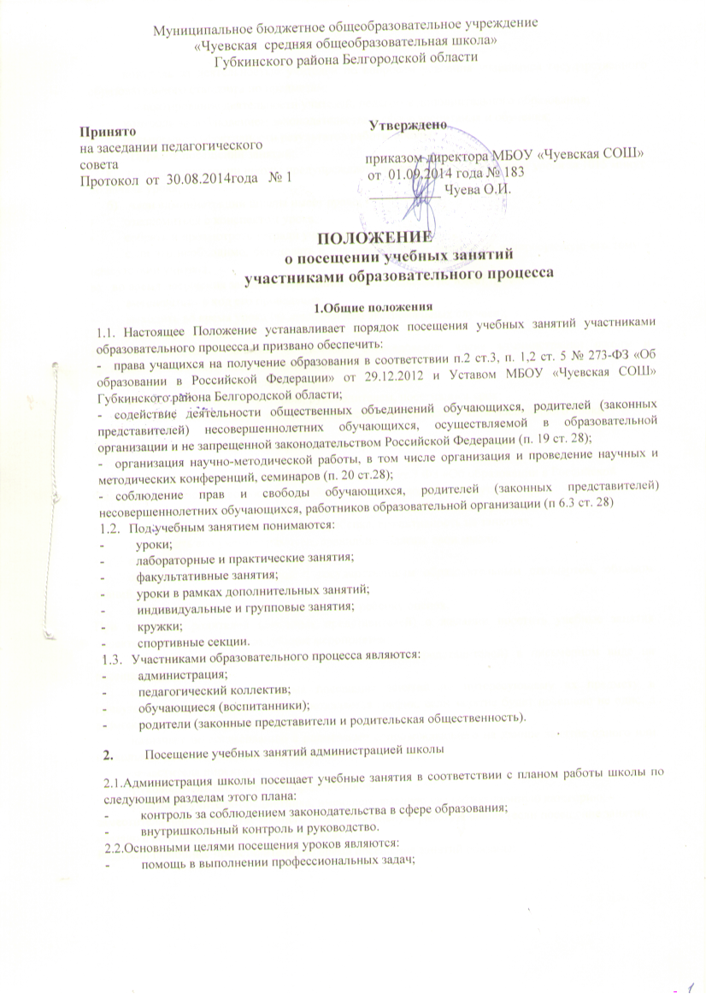 Муниципальное бюджетное общеобразовательное учреждение
«Чуевская средняя общеобразовательная школа»
Губкинского района Белгородской области
Принято
на заседании педагогического
совета
Протокол от 30.08.2014года № 1
Утверждено
приказом директора МБОУ «Чуевская СОШ»
от 01.09.2014 года № 183
__________ Чуева О.И.
ПОЛОЖЕНИЕ
о посещении учебных занятий
участниками образовательного процесса
1.Общие положения
1.1. Настоящее Положение устанавливает порядок посещения учебных занятий участниками
образовательного процесса и призвано обеспечить:
- права учащихся на получение образования в соответствии п.2 ст.3, п. 1,2 ст. 5 № 273-ФЗ «Об
образовании в Российской Федерации» от 29.12.2012 и Уставом МБОУ «Чуевская СОШ»
Губкинского района Белгородской области;
- содействие деятельности общественных объединений обучающихся, родителей (законных
представителей) несовершеннолетних обучающихся, осуществляемой в образовательной
организации и не запрещенной законодательством Российской Федерации (п. 19 ст. 28);
- организация научно-методической работы, в том числе организация и проведение научных и
методических конференций, семинаров (п. 20 ст.28);
- соблюдение прав и свободы обучающихся, родителей (законных представителей)
несовершеннолетних обучающихся, работников образовательной организации (п 6.3 ст. 28)
1.2. Под учебным занятием понимаются:
- уроки;
- лабораторные и практические занятия;
- факультативные занятия;
- уроки в рамках дополнительных занятий;
- индивидуальные и групповые занятия;
- кружки;
- спортивные секции.
1.3. Участниками образовательного процесса являются:
- администрация;
- педагогический коллектив;
- обучающиеся (воспитанники);
- родители (законные представители и родительская общественность).
2. Посещение учебных занятий администрацией школы
2.1.Администрация школы посещает учебные занятия в соответствии с планом работы школы по
следующим разделам этого плана:
- контроль за соблюдением законодательства в сфере образования;
- внутришкольный контроль и руководство.
2.2.Основными целями посещения уроков являются:
- помощь в выполнении профессиональных задач;
1